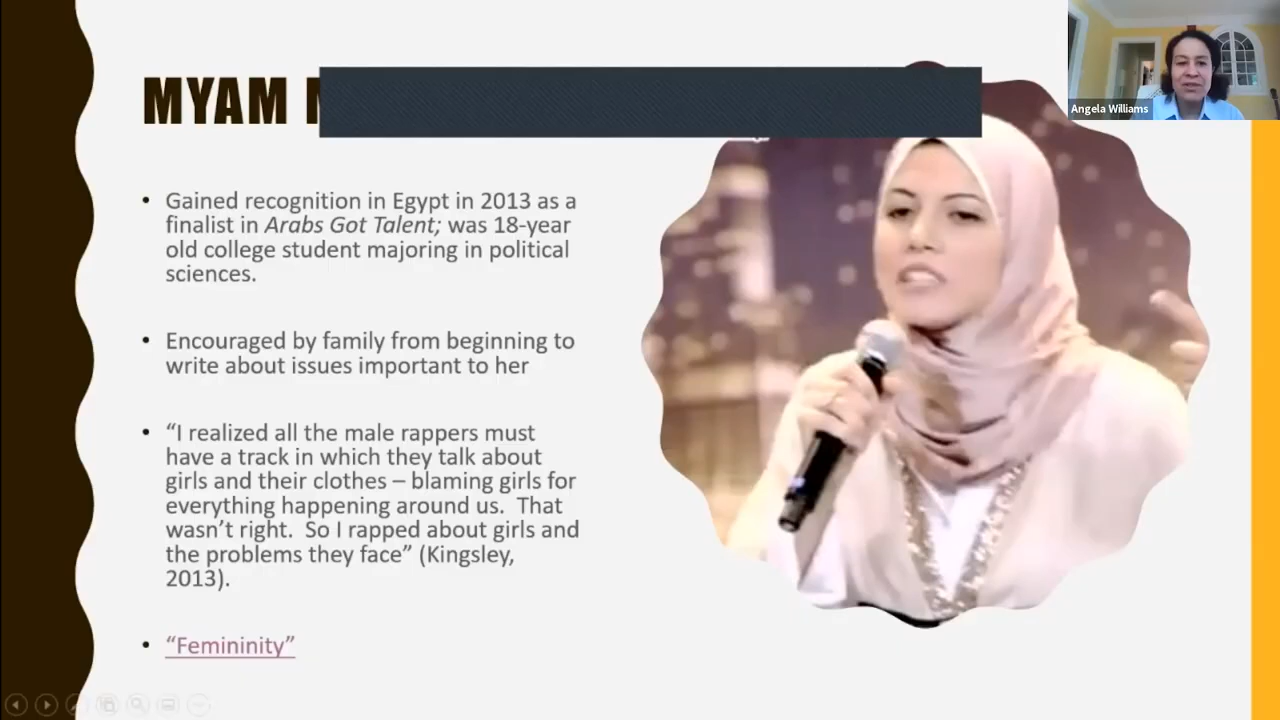 Angela Williams
MYAM
Gained recognition in Egypt in 2013 as a
finalist in Arabs Got Talent; was 18-year
old college student majoring in political
sciences.
Encouraged by family from beginning to
write about issues important to her
“I realized all the male rappers must
have a track in which they talk about
girls and their clothes – blaming girls for
everything happening around us.  That
wasn’t right.  So I rapped about girls and
the problems they face” (Kingsley,
2013).
“Femininity”